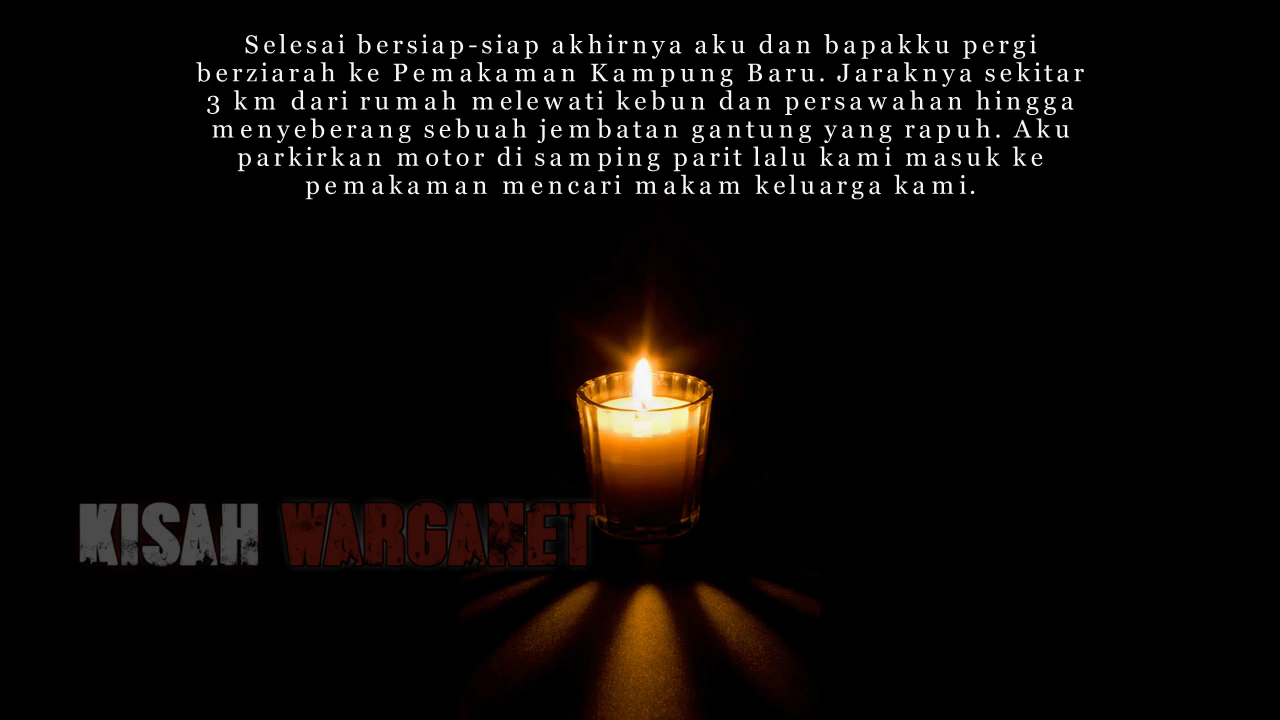 Selesai bersiap-siap akhirnya aku dan bapakku pergi
berziarah ke Pemakaman Kampung Baru. Jaraknya sekitar
3 km dari rumah melewati kebun dan persawahan hingga
menyeberang sebuah jembatan gantung yang rapuh. Aku
parkirkan motor di samping parit lalu kami masuk ke
pemakaman mencari makam keluarga kami.
KISAH WARGANET